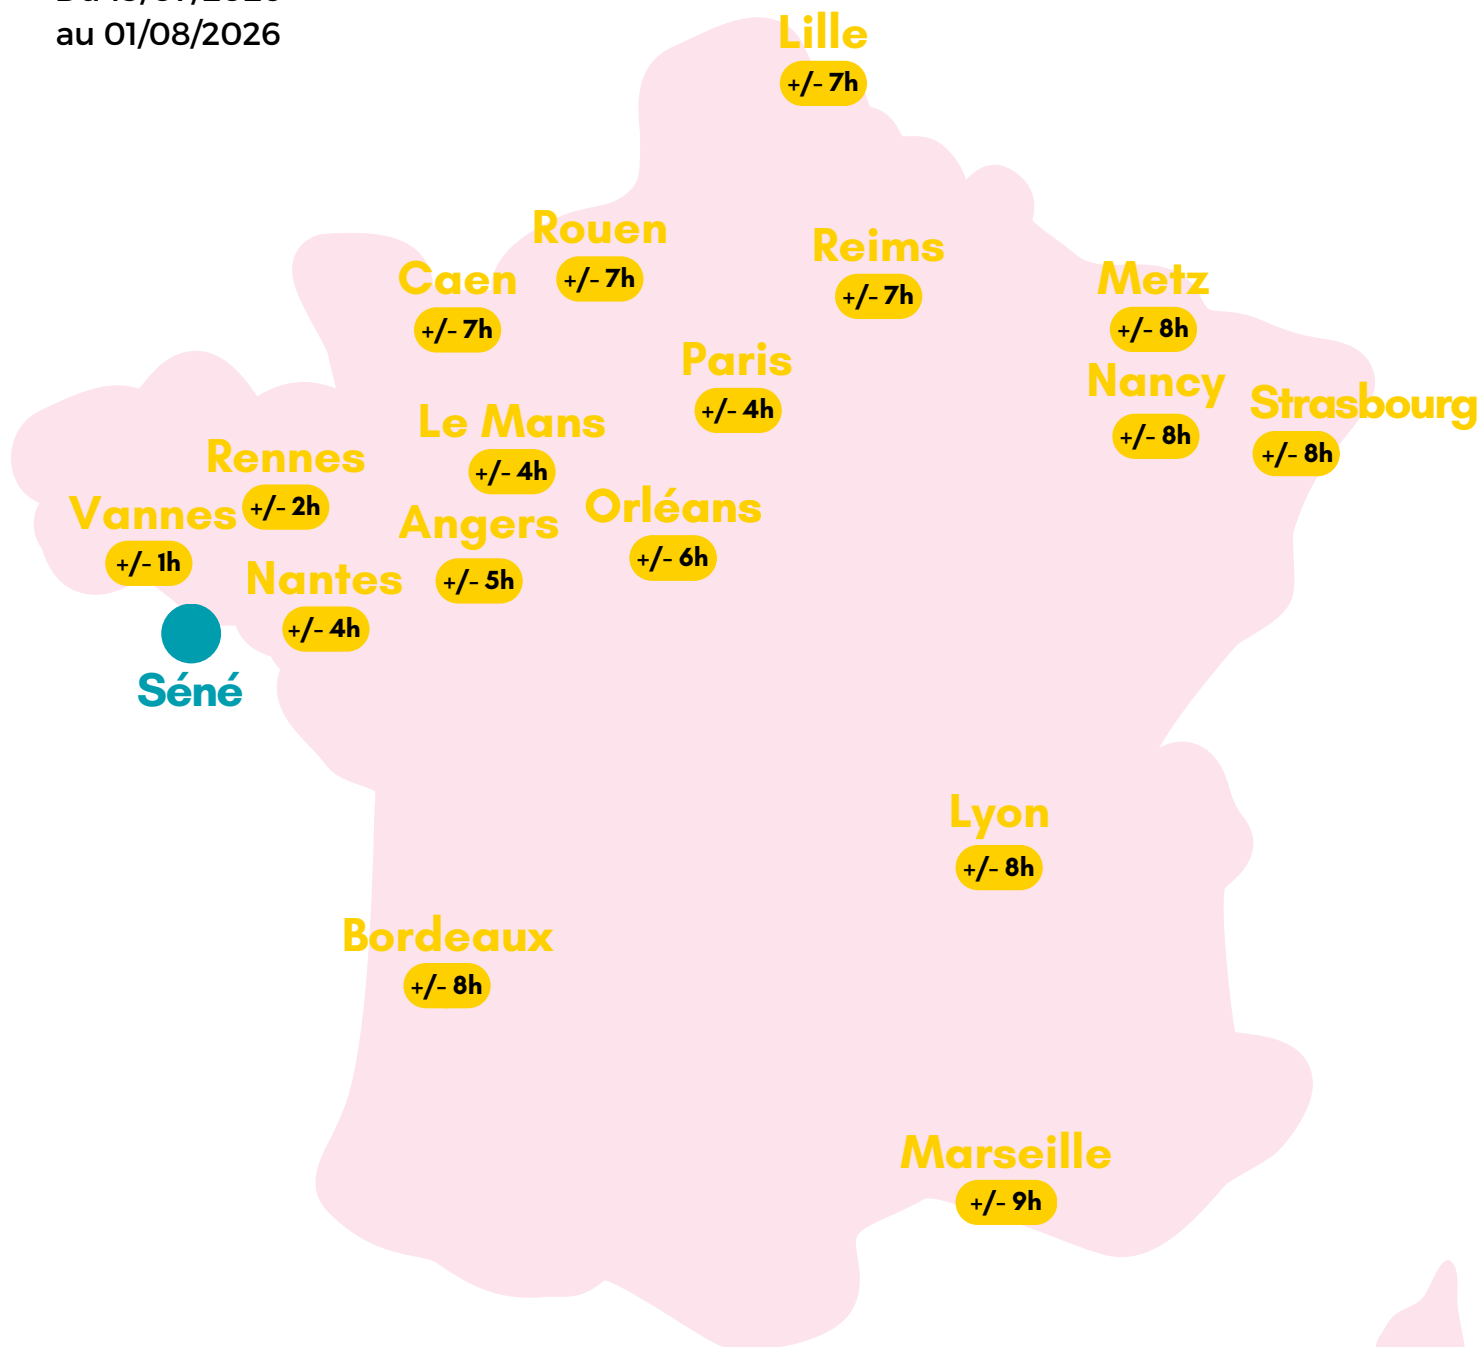 au 01/08/2026
Lille
+/- 7h
Rouen
+/- 7h
Reims
+/- 7h
Caen
+/- 7h
Metz
+/- 8h
Paris
+/- 4h
Nancy
+/- 8h
Strasbourg
+/- 8h
Le Mans
+/- 4h
Rennes
+/- 2h
Vannes
+/- 1h
Angers
+/- 5h
Orléans
+/- 6h
Nantes
+/- 4h
Séné
Lyon
+/- 8h
Bordeaux
+/- 8h
Marseille
+/- 9h